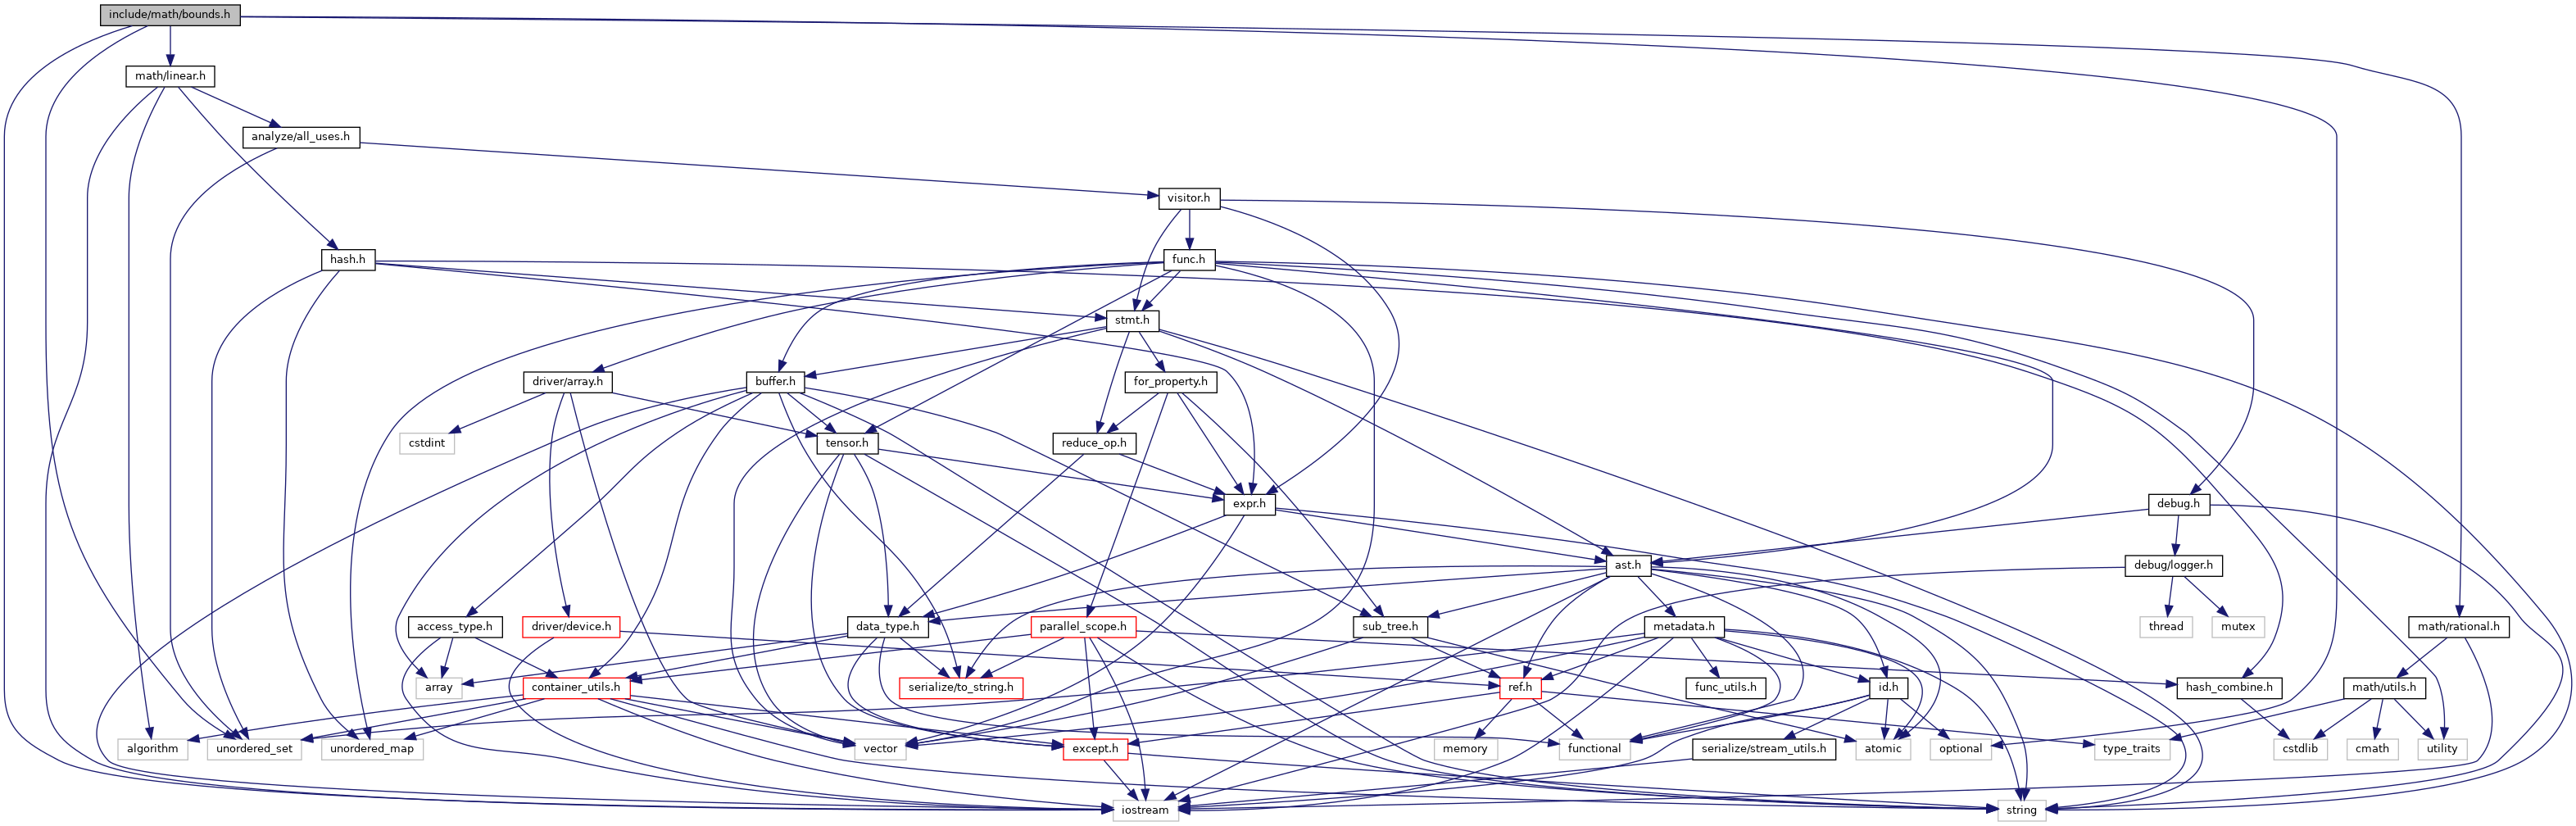 include/math/bounds.h
math/linear.h
analyze/all_uses.h
visitor.h
hash.h
func.h
stmt.h
driver/array.h
buffer.h
for_property.h
cstdint
tensor.h
reduce_op.h
expr.h
debug.h
ast.h
debug/logger.h
access_type.h
driver/device.h
data_type.h
parallel_scope.h
sub_tree.h
metadata.h
thread
mutex
math/rational.h
array
container_utils.h
serialize/to_string.h
ref.h
func_utils.h
id.h
hash_combine.h
math/utils.h
algorithm
unordered_set
unordered_map
vector
except.h
memory
functional
serialize/stream_utils.h
atomic
optional
type_traits
cstdlib
cmath
utility
iostream
string